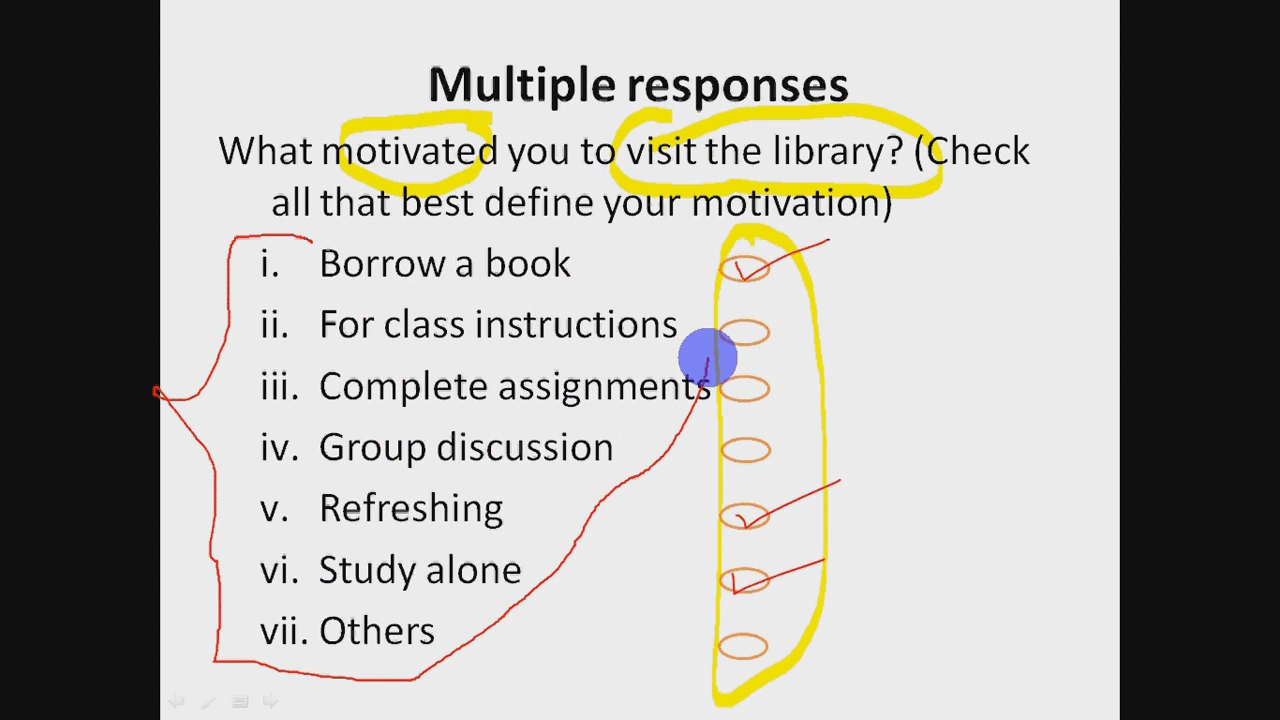 Multiple responses
What motivated you to visit the library? (Check
all that best define your motivation)
i. Borrow a book
ii. For class instructions
iii. Complete assignments
iv. Group discussion
v. Refreshing
vi. Study alone
vii. Others